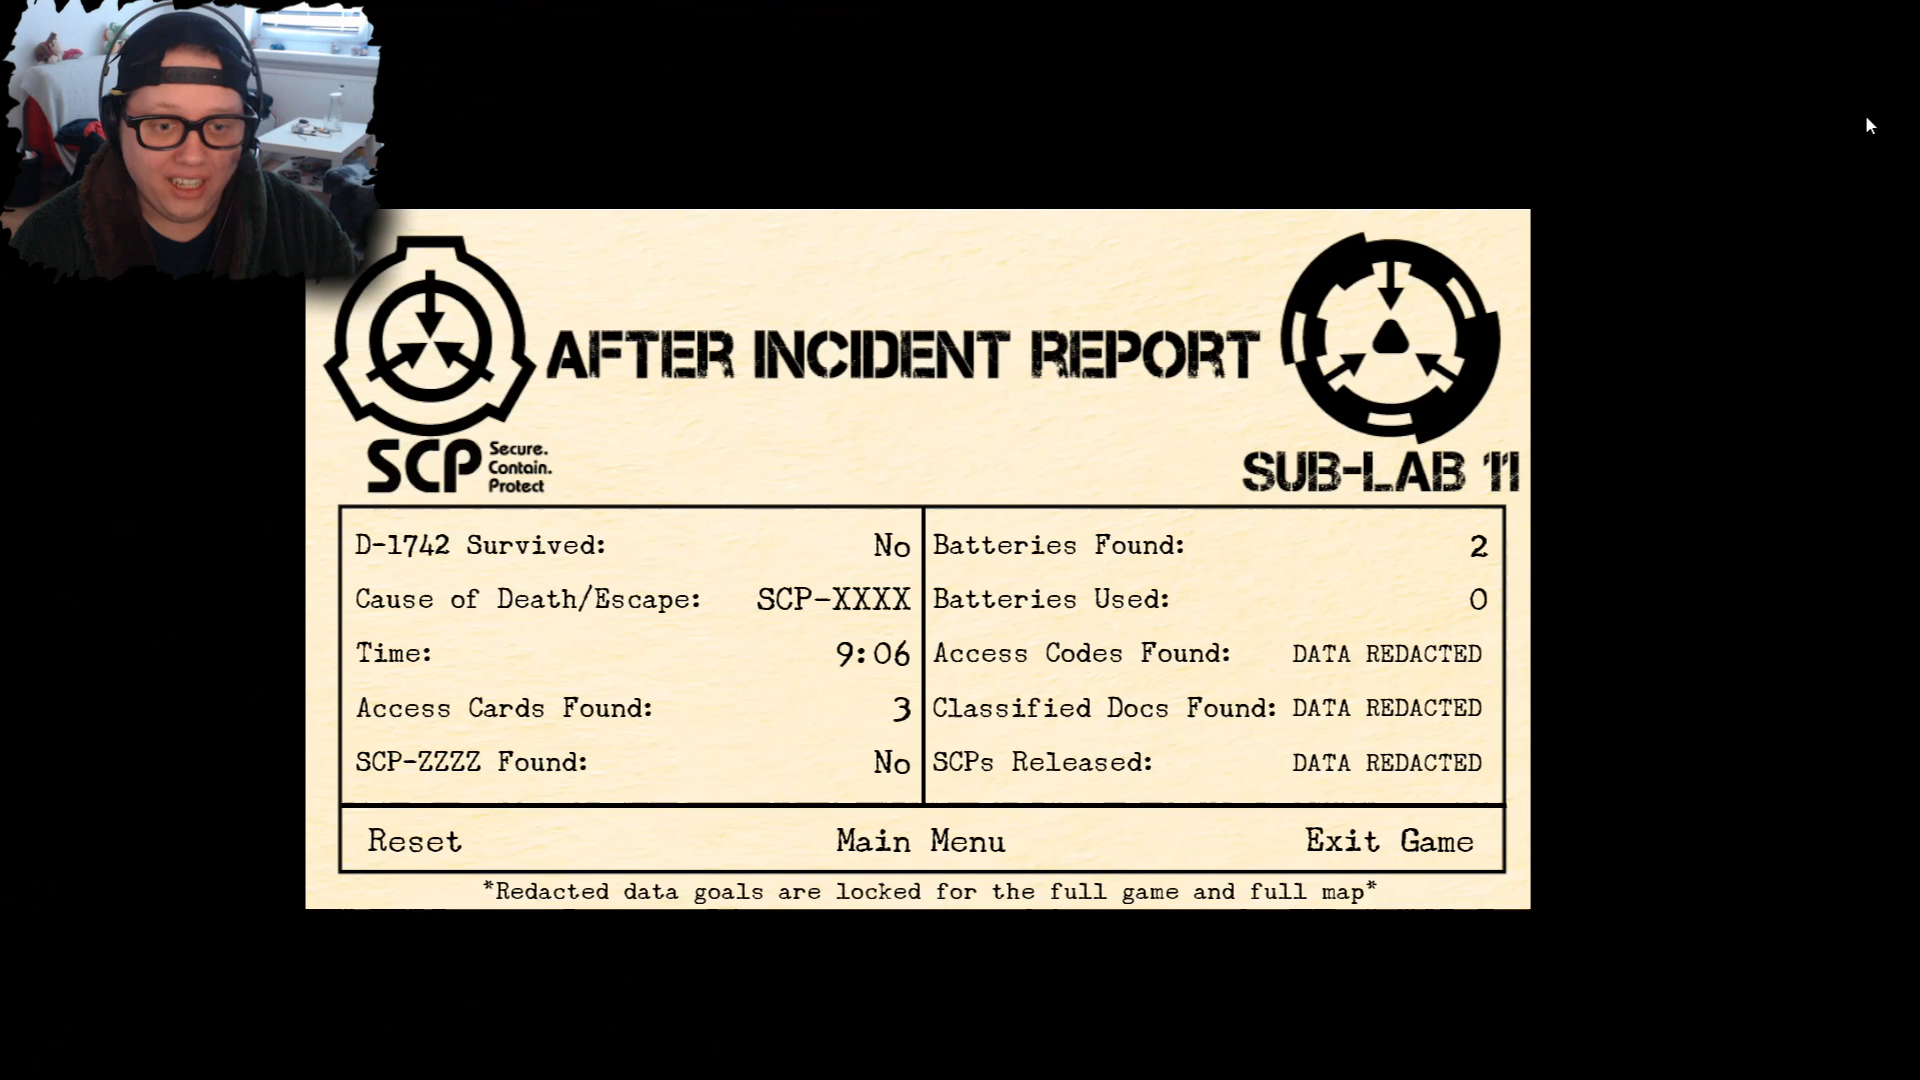 AFTER INCIDENT REPORT
SCP Secure.
Contain.
Protect
SUB-LAB 11
D-1742 Survived: No
Cause of Death/Escape: SCP-XXXX
Time: 9:06
Access Cards Found: 3
SCP-ZZZZ Found: No
Batteries Found: 2
Batteries Used: 0
Access Codes Found: DATA REDACTED
Classified Docs Found: DATA REDACTED
SCPs Released: DATA REDACTED
Reset Main Menu Exit Game
*Redacted data goals are locked for the full game and full map*